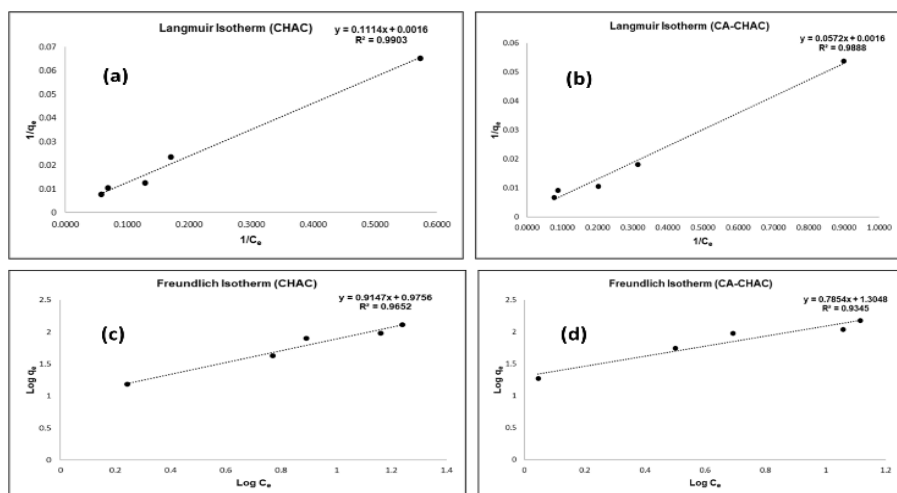 Langmuir Isotherm (CHAC)
y = 0.1114x + 0.0016
R² = 0.9903
(a)
0.07
0.06
0.05
0.04
0.03
0.02
0.01
0
1/qe
0.0000 0.1000 0.2000 0.3000 0.4000 0.5000 0.6000
1/Ce
Langmuir Isotherm (CA-CHAC)
y = 0.0572x + 0.0016
R² = 0.9888
(b)
0.06
0.05
0.04
0.03
0.02
0.01
0
1/qe
0.0000 0.1000 0.2000 0.3000 0.4000 0.5000 0.6000 0.7000 0.8000 0.9000 1.0000
1/Ce
Freundlich Isotherm (CHAC)
y = 0.9147x + 0.9756
R² = 0.9652
(c)
2.5
2
1.5
1
0.5
0
Log qe
0 0.2 0.4 0.6 0.8 1 1.2 1.4
Log Ce
Freundlich Isotherm (CA-CHAC)
y = 0.7854x + 1.3048
R² = 0.9345
(d)
2.5
2
1.5
1
0.5
0
Log qe
0 0.2 0.4 0.6 0.8 1 1.2
Log Ce